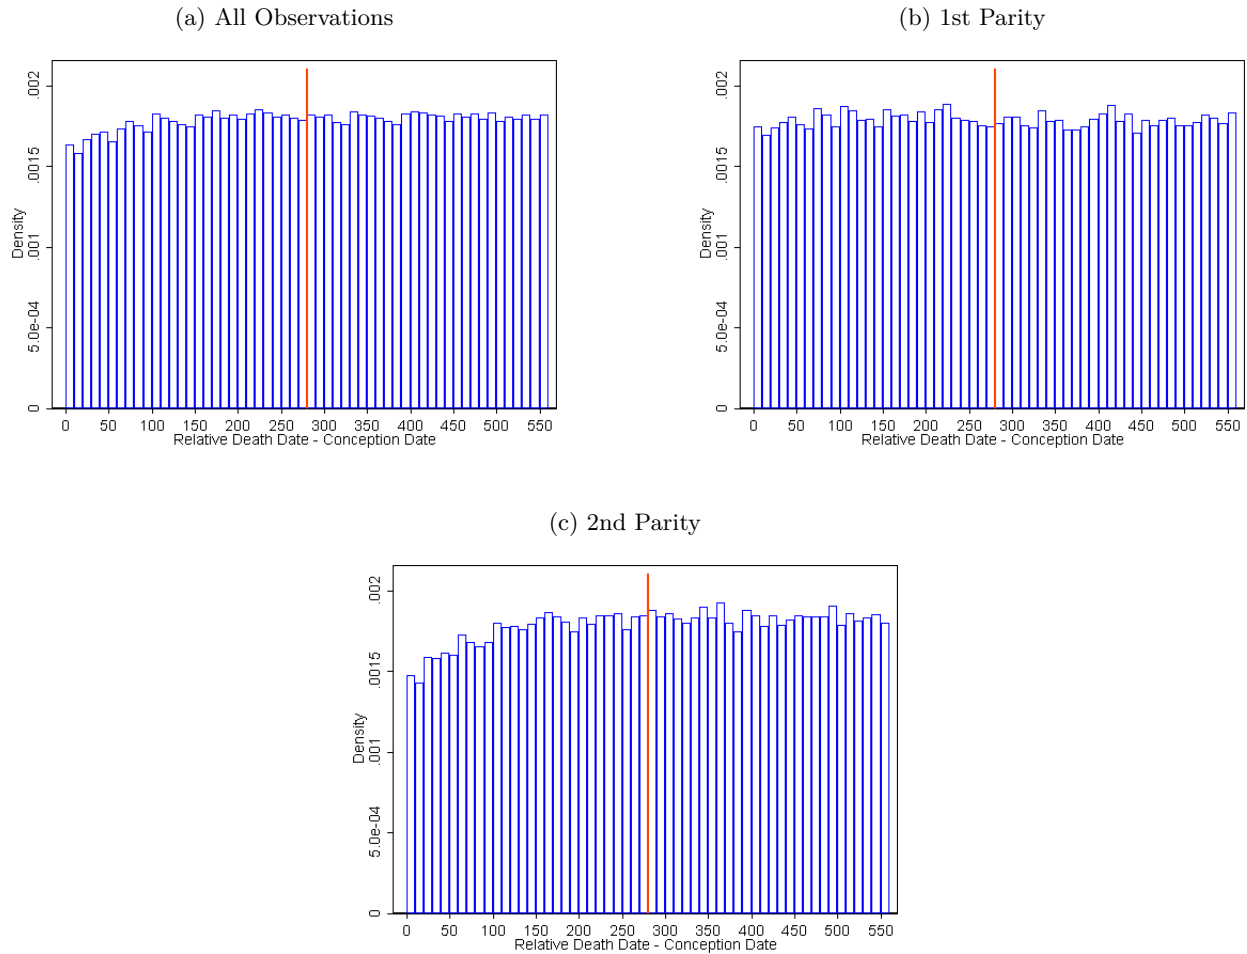 (a) All Observations
(b) 1st Parity
Density
0
5.0e-04
.001
.0015
.002
0 50 100 150 200 250 300 350 400 450 500 550
Relative Death Date - Conception Date
Density
0
5.0e-04
.001
.0015
.002
0 50 100 150 200 250 300 350 400 450 500 550
Relative Death Date - Conception Date
(c) 2nd Parity
Density
0
5.0e-04
.001
.0015
.002
0 50 100 150 200 250 300 350 400 450 500 550
Relative Death Date - Conception Date